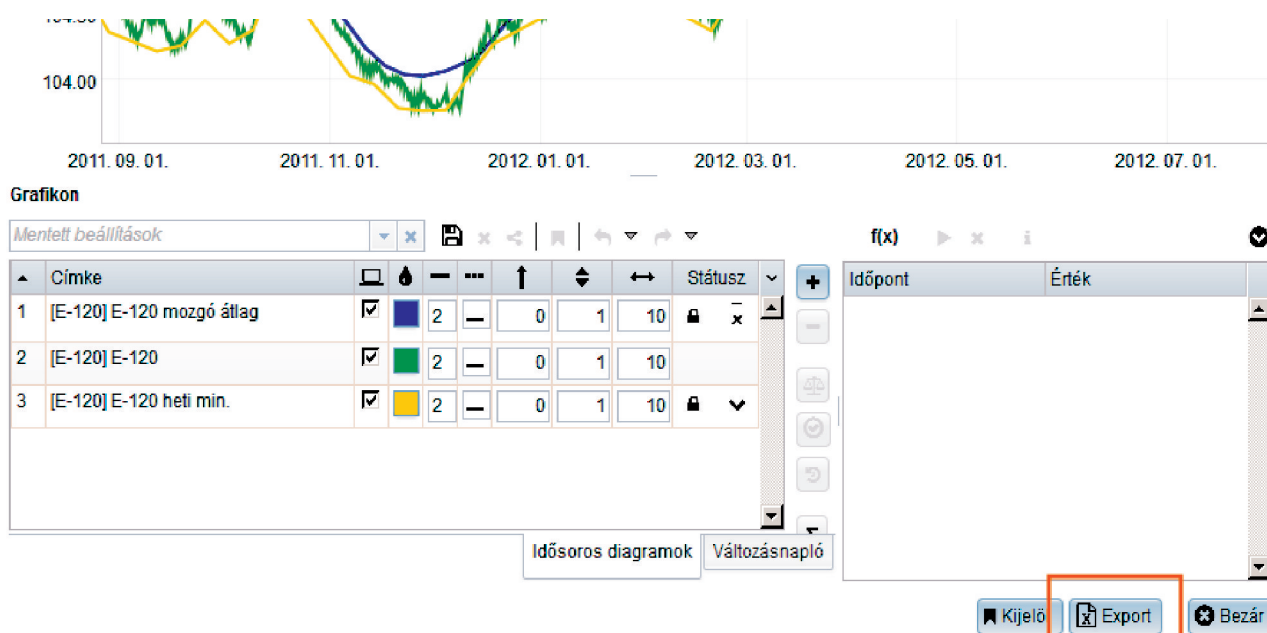 104.00
2011. 09. 01. 2011. 11. 01. 2012. 01. 01. 2012. 03. 01. 2012. 05. 01. 2012. 07. 01.
Grafikon
Mentett beállítások f(x)
Címke Státusz Időpont Érték
1 [E-120] E-120 mozgó átlag 2 0 1 10
2 [E-120] E-120 2 0 1 10
3 [E-120] E-120 heti min. 2 0 1 10
Idősoros diagramok Változásnapló
Kijelö Export Bezár